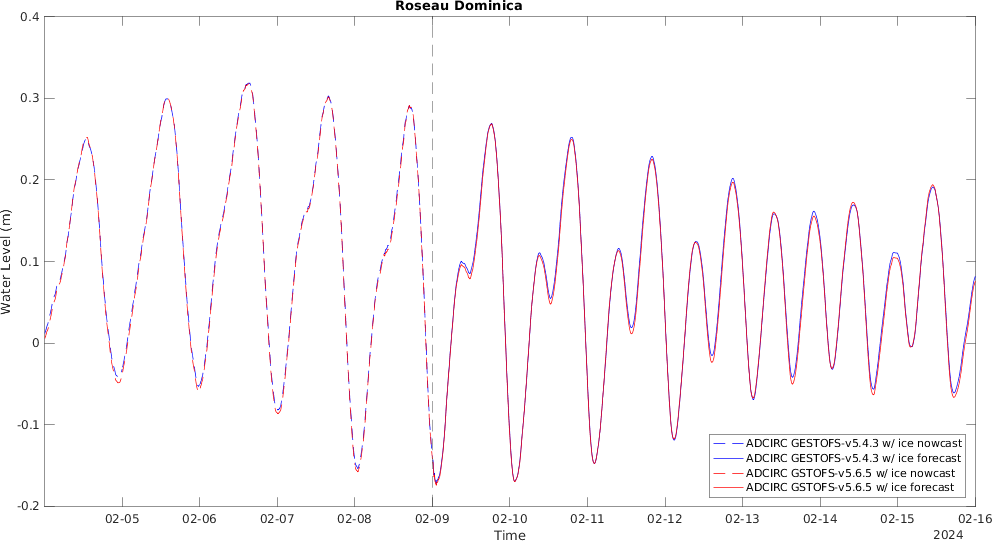 Roseau Dominica
0.4
0.3
0.2
0.1
0
-0.1
-0.2
Water Level (m)
ADCIRC GESTOFS-v5.4.3 w/ ice nowcast
ADCIRC GESTOFS-v5.4.3 w/ ice forecast
ADCIRC GSTOFS-v5.6.5 w/ ice nowcast
ADCIRC GSTOFS-v5.6.5 w/ ice forecast
02-05 02-06 02-07 02-08 02-09 02-10 02-11 02-12 02-13 02-14 02-15 02-16
Time
2024